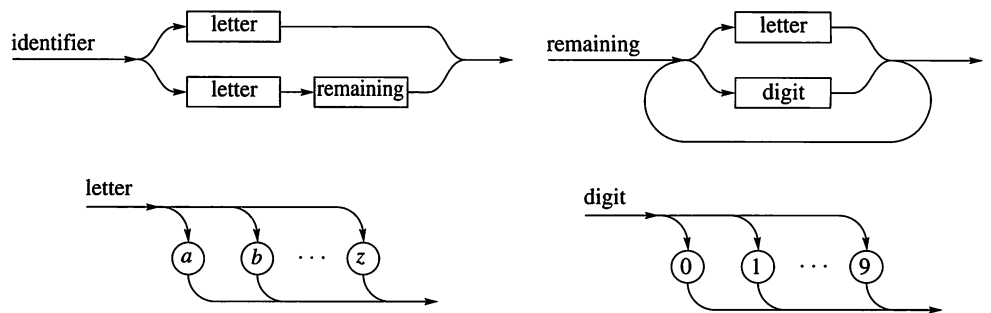 identifier
letter
letter
remaining
remaining
letter
digit
letter
a b ... z
digit
0 1 ... 9